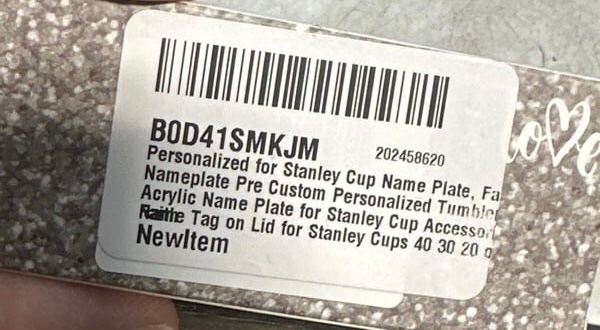 B0D41SMKJM 202458620
Personalized for Stanley Cup Name Plate, Fa
Nameplate Pre Custom Personalized Tumble
Acrylic Name Plate for Stanley Cup Accessor
Tag on Lid for Stanley Cups 40 30 20 o
NewItem